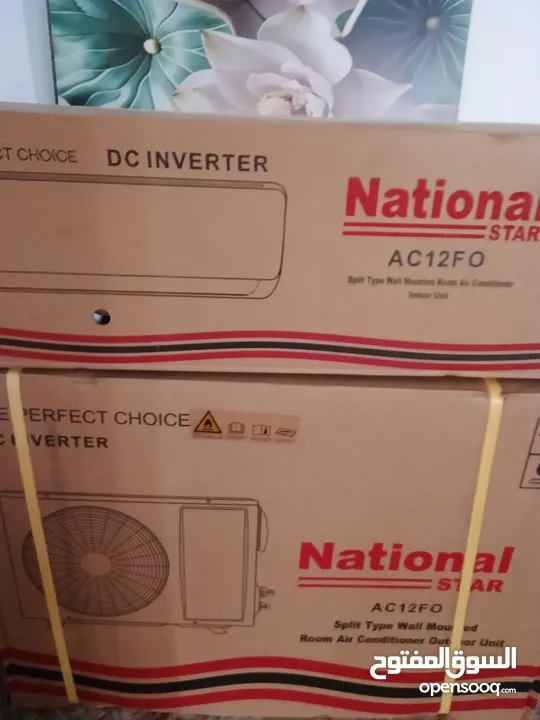 CT CHOICE DC INVERTER
National
STAR
AC12FO
Split Type Wall Mounted Room Air Conditioner
Indoor Unit
E PERFECT CHOICE
C INVERTER
National
STAR
AC12FO
Split Type Wall Mounted
Room Air Conditioner Outdoor Unit
السوق المفتوح
opensooq.com